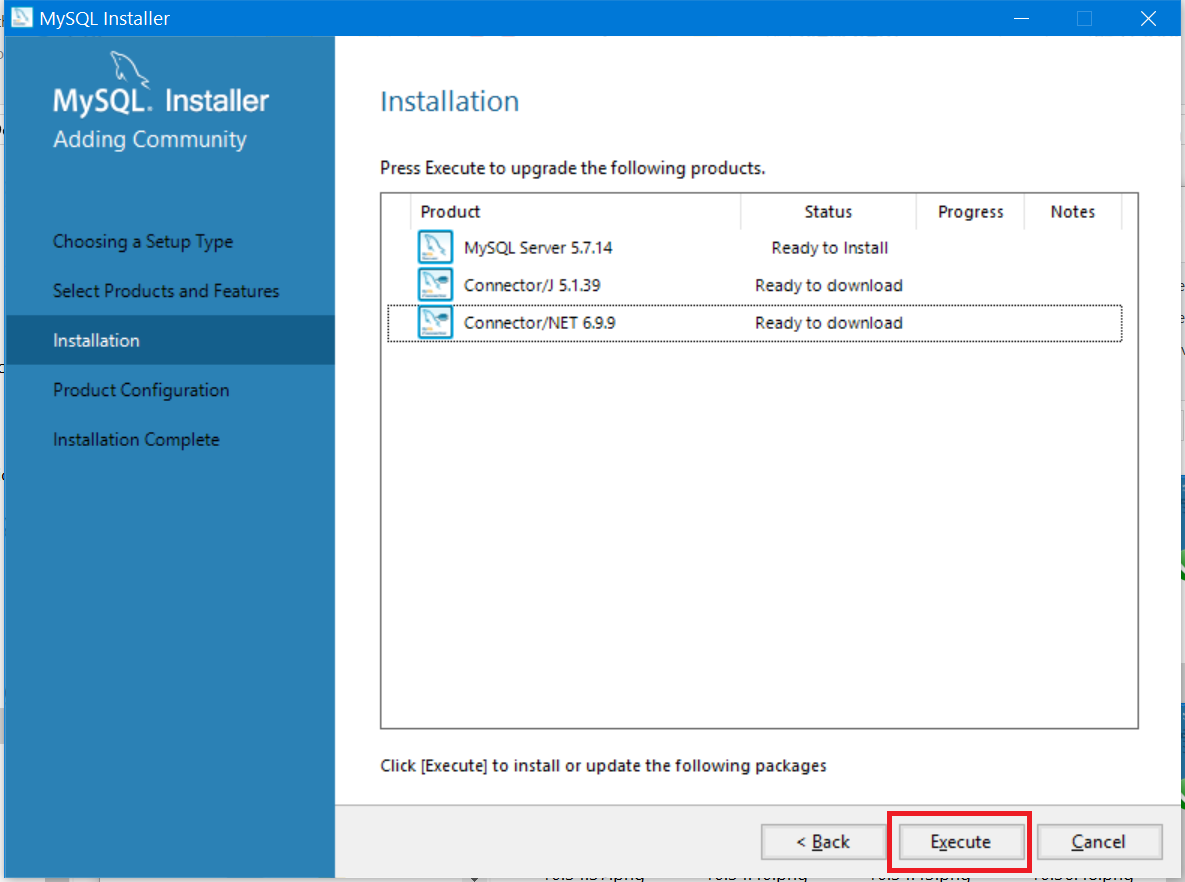 MySQL Installer
MySQL. Installer
Adding Community
Choosing a Setup Type
Select Products and Features
Installation
Product Configuration
Installation Complete
Installation
Press Execute to upgrade the following products.
Product Status Progress Notes
MySQL Server 5.7.14 Ready to Install
Connector/J 5.1.39 Ready to download
Connector/NET 6.9.9 Ready to download
Click [Execute] to install or update the following packages
< Back Execute Cancel